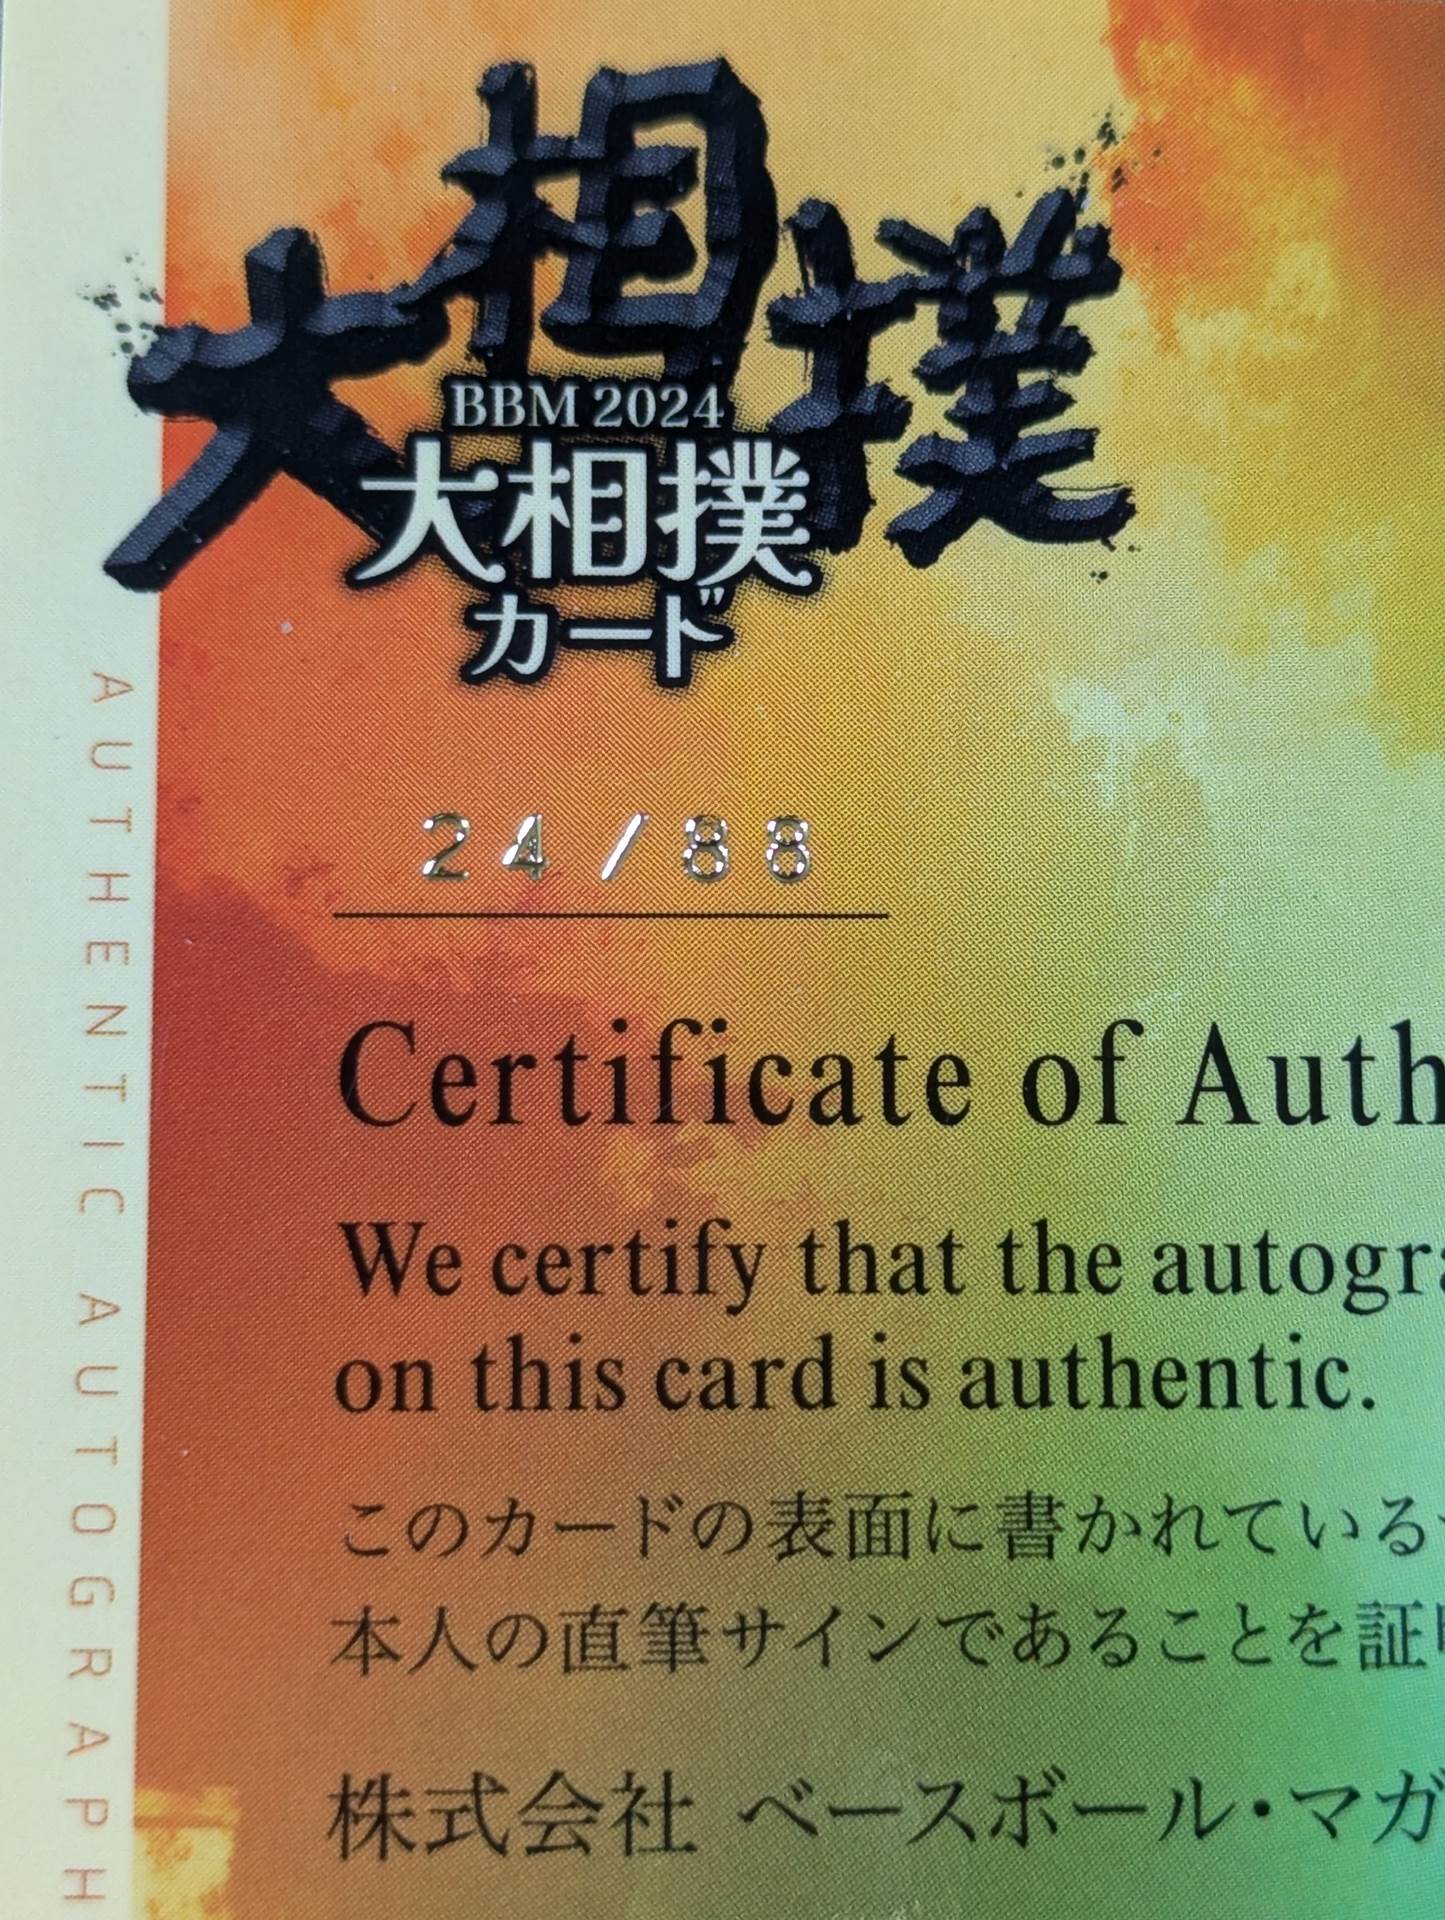 大相撲
BBM 2024
大相撲
カード
24/88
Certificate of Auth
We certify that the autogra
on this card is authentic.
このカードの表面に書かれている
本人の直筆サインであることを証
株式会社 ベースボール・マガ
AUTHENTIC AUTOGRAPH